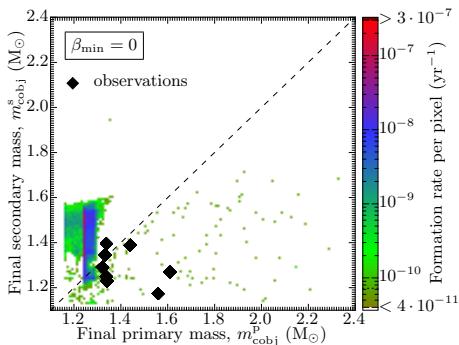 2.4
2.2
2.0
1.8
1.6
1.4
1.2
Final secondary mass, m^s_cobj (M⊙)
β_min = 0
observations
1.2 1.4 1.6 1.8 2.0 2.2 2.4
Final primary mass, m^p_cobj (M⊙)
> 3·10⁻⁷
10⁻⁷
10⁻⁸
10⁻⁹
10⁻¹⁰
< 4·10⁻¹¹
Formation rate per pixel (yr⁻¹)